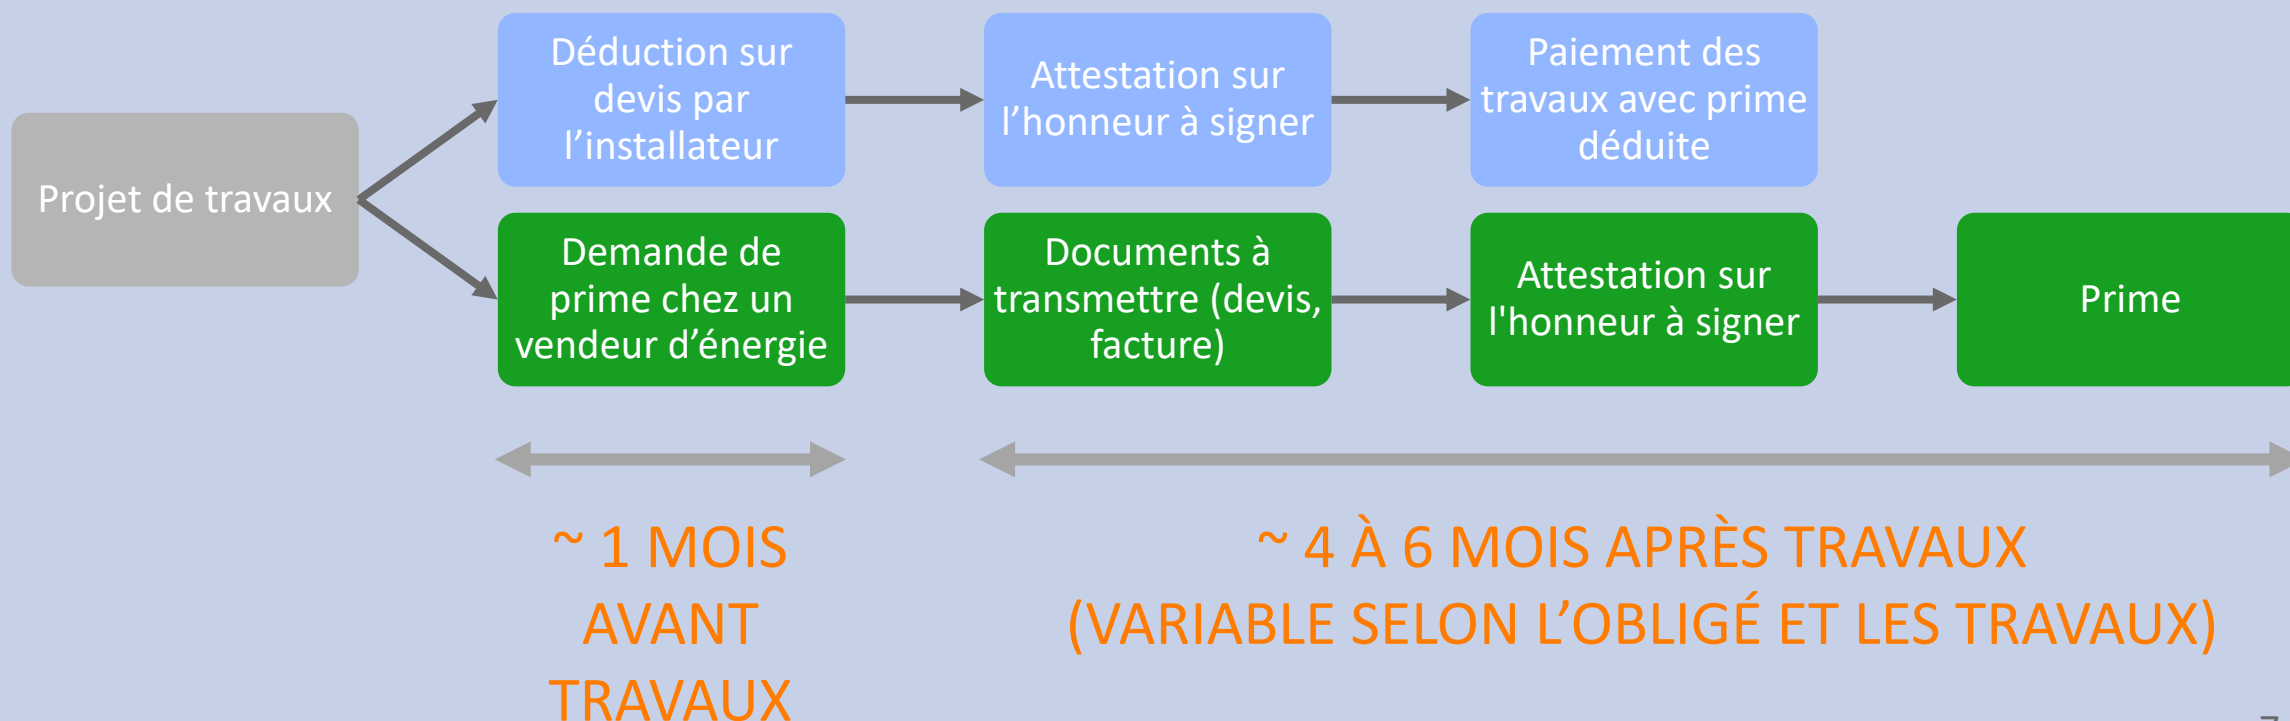 Projet de travaux
Déduction sur
devis par
l’installateur
Attestation sur
l’honneur à signer
Paiement des
travaux avec prime
déduite
Demande de
prime chez un
vendeur d’énergie
Documents à
transmettre (devis,
facture)
Attestation sur
l'honneur à signer
Prime
~ 1 MOIS
AVANT
TRAVAUX
~ 4 À 6 MOIS APRÈS TRAVAUX
(VARIABLE SELON L’OBLIGÉ ET LES TRAVAUX)